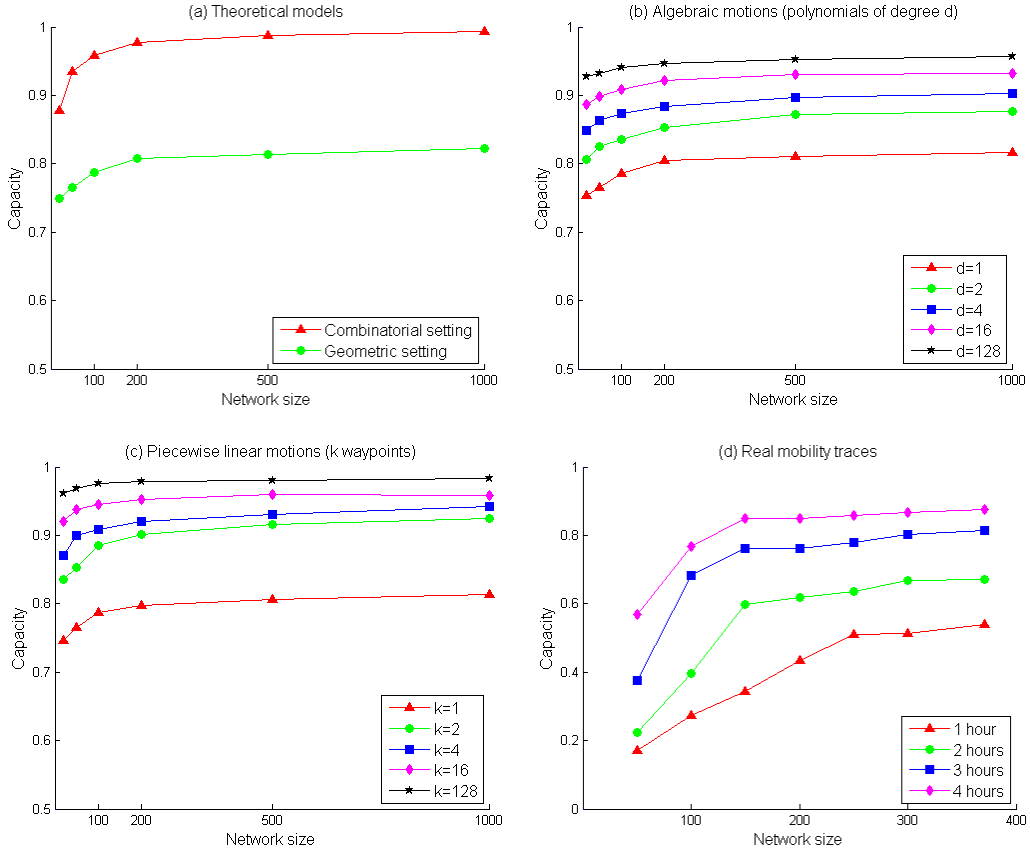 (a) Theoretical models
1
0.9
0.8
0.7
0.6
0.5
Capacity
100 200 500 1000
Network size
Combinatorial setting
Geometric setting
(b) Algebraic motions (polynomials of degree d)
1
0.9
0.8
0.7
0.6
0.5
Capacity
100 200 500 1000
Network size
d=1
d=2
d=4
d=16
d=128
(c) Piecewise linear motions (k waypoints)
1
0.9
0.8
0.7
0.6
0.5
Capacity
100 200 500 1000
Network size
k=1
k=2
k=4
k=16
k=128
(d) Real mobility traces
1
0.8
0.6
0.4
0.2
0
Capacity
100 200 300 400
Network size
1 hour
2 hours
3 hours
4 hours